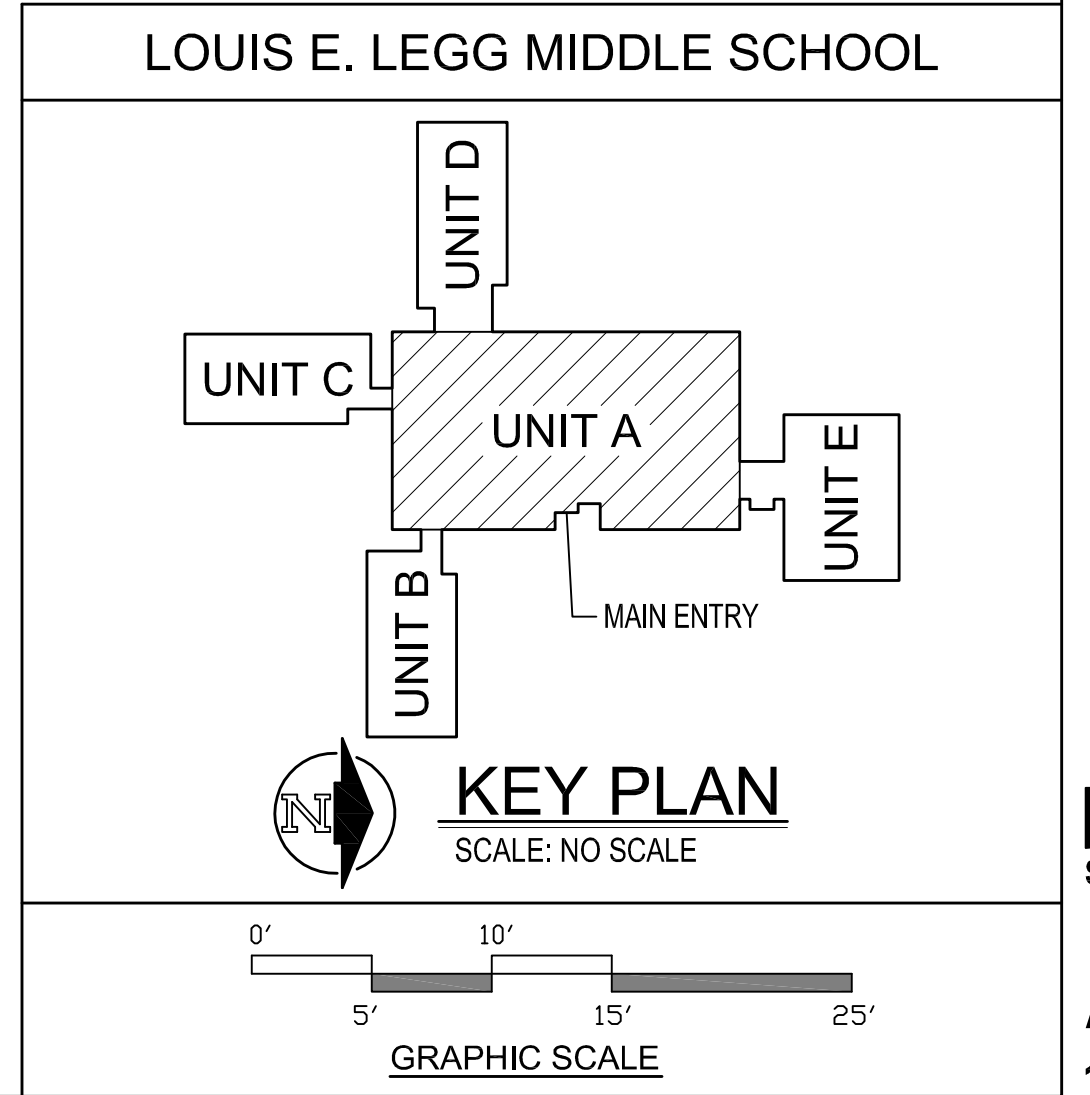 LOUIS E. LEGG MIDDLE SCHOOL
UNIT D
UNIT C
UNIT A
UNIT E
UNIT B
MAIN ENTRY
N
KEY PLAN
SCALE: NO SCALE
0' 10'
5' 15' 25'
GRAPHIC SCALE